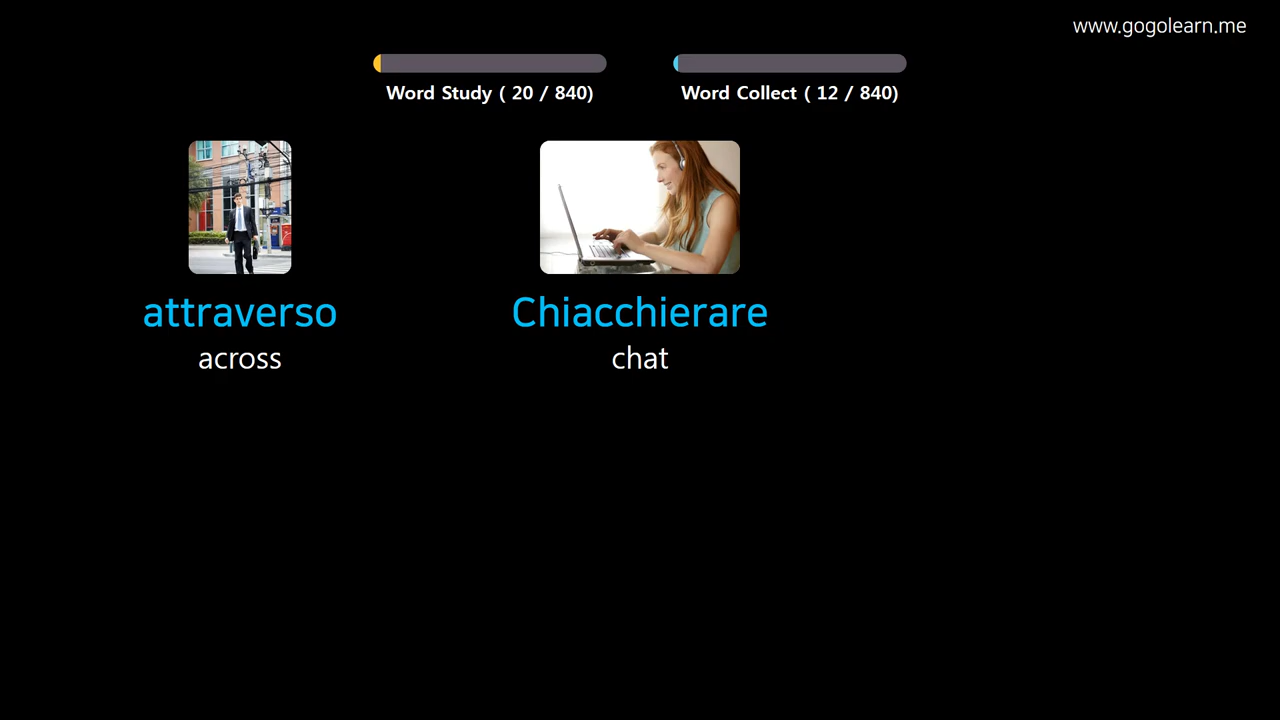 www.gogolearn.me
Word Study ( 20 / 840)
Word Collect ( 12 / 840)
attraverso
across
Chiacchierare
chat